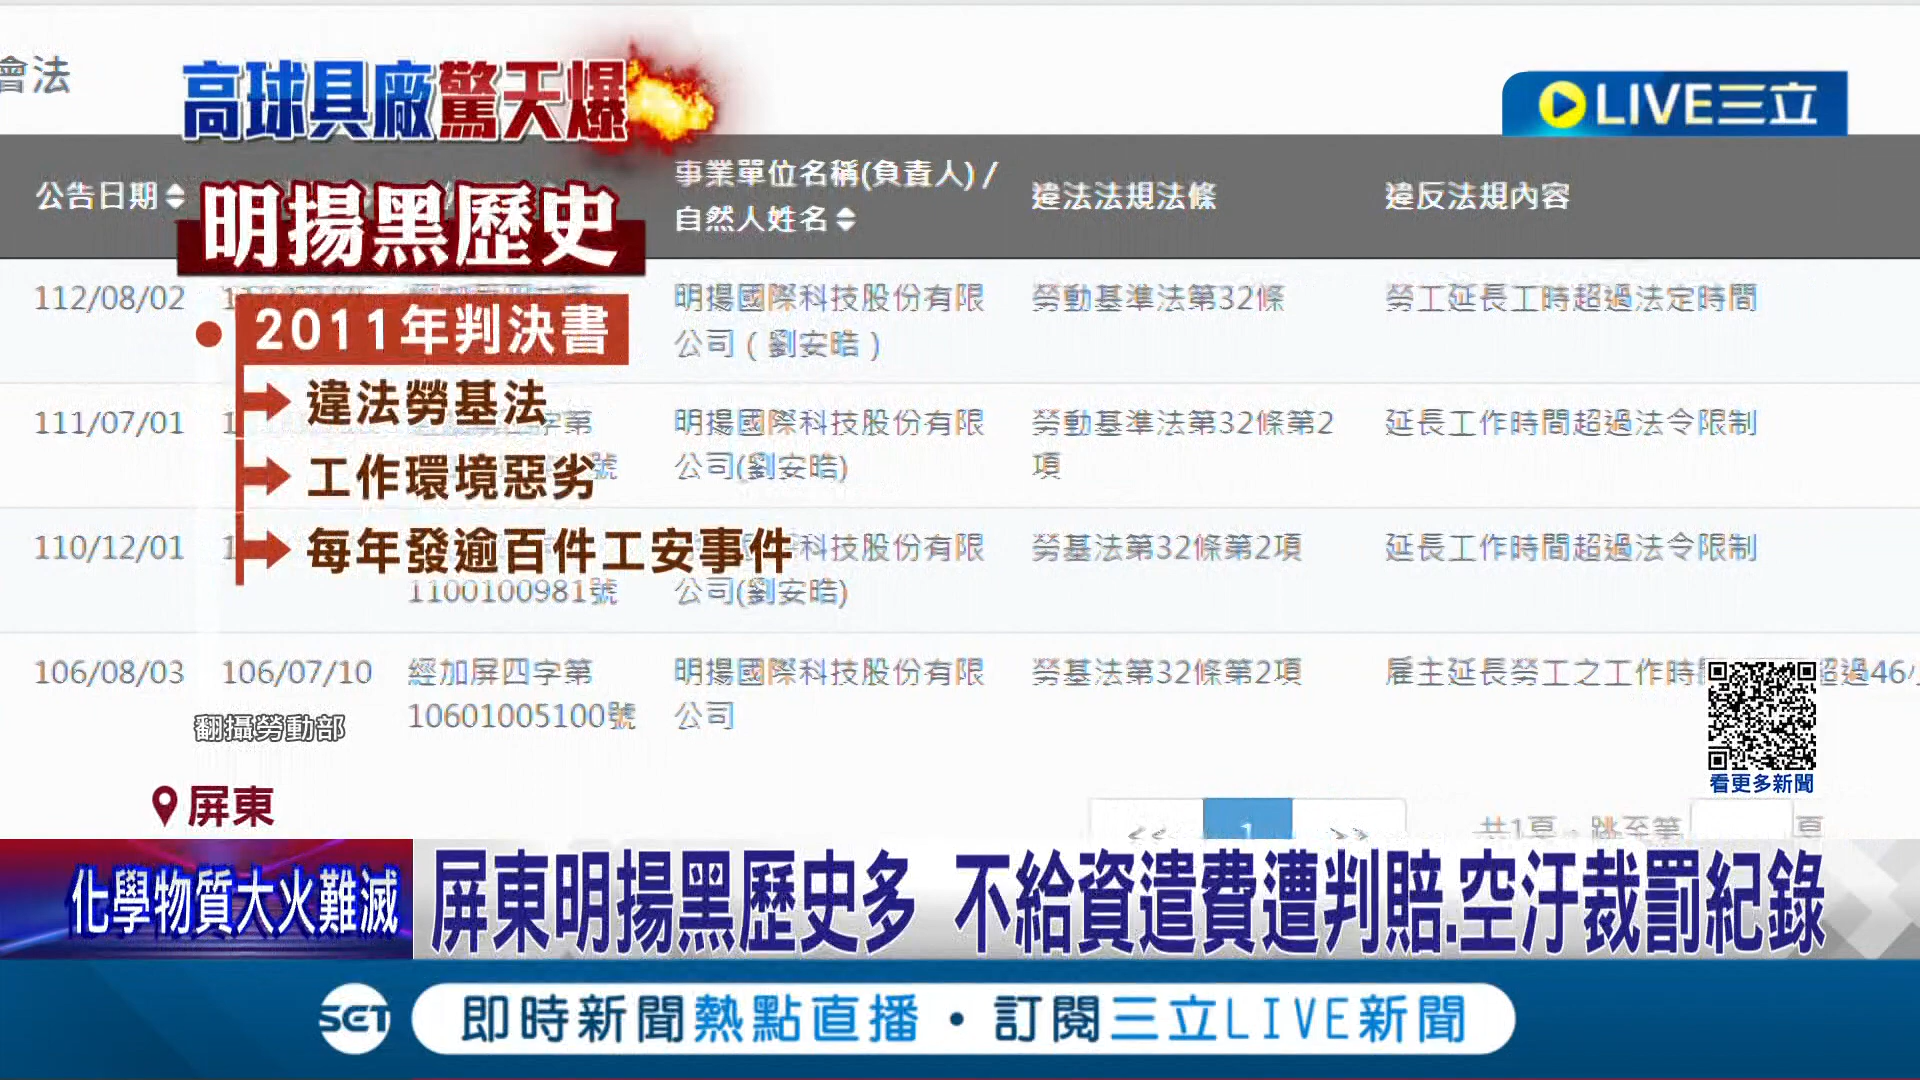 會法
高球具廠驚天爆
LIVE三立
公告日期
事業單位名稱(負責人)/
自然人姓名
違法法規法條
違反法規內容
明揚黑歷史
112/08/02
明揚國際科技股份有限
公司(劉安晧)
勞動基準法第32條
勞工延長工時超過法定時間
2011年判決書
違法勞基法
工作環境惡劣
每年發逾百件工安事件
111/07/01
字第
號
明揚國際科技股份有限
公司(劉安晧)
勞動基準法第32條第2
項
延長工作時間超過法令限制
110/12/01
1100100981號
科技股份有限
公司(劉安晧)
勞基法第32條第2項
延長工作時間超過法令限制
106/08/03
106/07/10
經加屏四字第
10601005100號
明揚國際科技股份有限
公司
勞基法第32條第2項
雇主延長勞工之工作時
超過46小
翻攝勞動部
看更多新聞
屏東
<< 1 >>
共1頁，跳至第
頁
化學物質大火難滅
屏東明揚黑歷史多 不給資遣費遭判賠.空汙裁罰紀錄
SET
即時新聞熱點直播・訂閱三立LIVE新聞